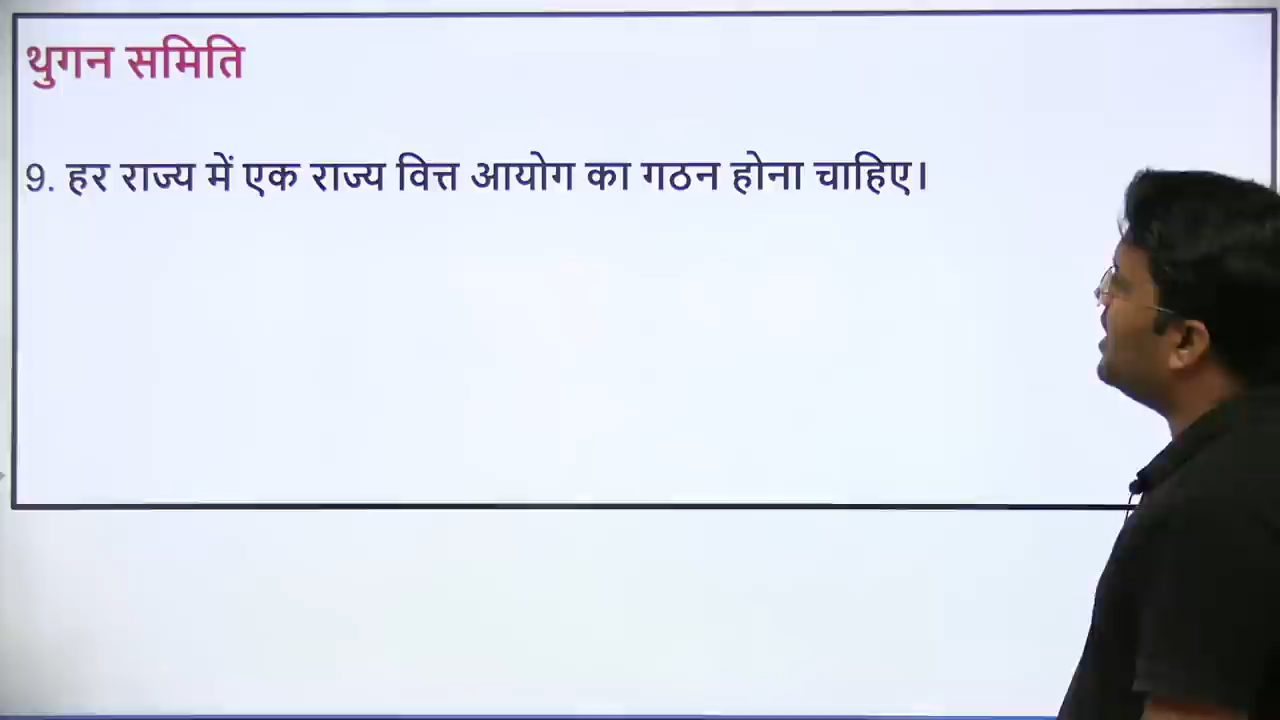 थुगन समिति
9. हर राज्य में एक राज्य वित्त आयोग का गठन होना चाहिए।